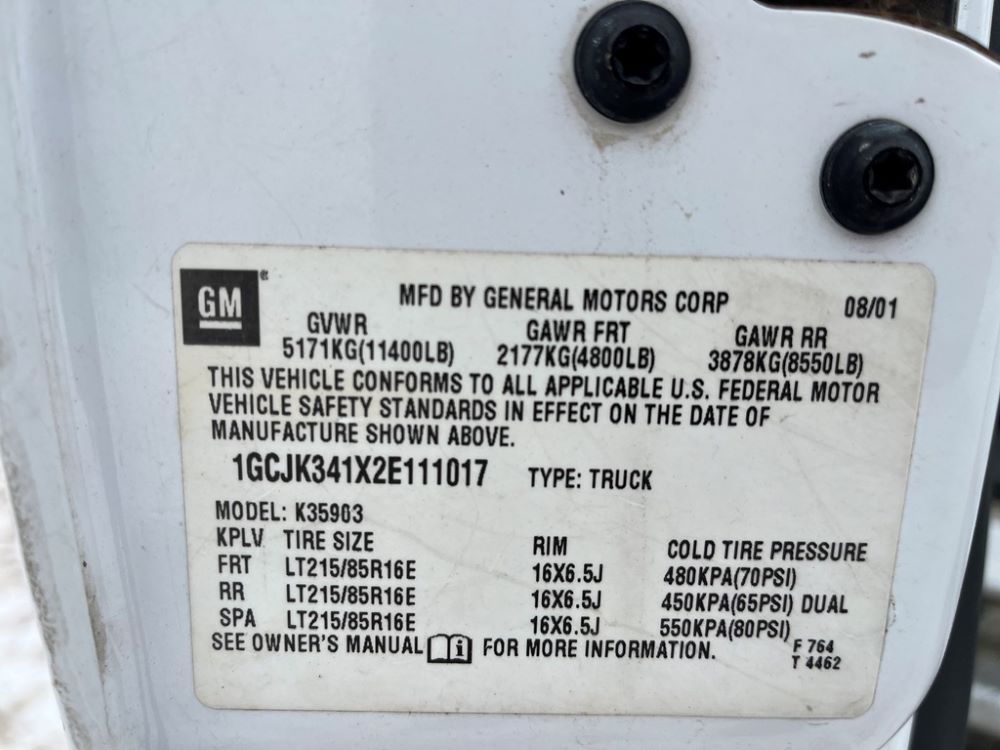 GM®
MFD BY GENERAL MOTORS CORP 08/01
GVWR GAWR FRT GAWR RR
5171KG(11400LB) 2177KG(4800LB) 3878KG(8550LB)
THIS VEHICLE CONFORMS TO ALL APPLICABLE U.S. FEDERAL MOTOR
VEHICLE SAFETY STANDARDS IN EFFECT ON THE DATE OF
MANUFACTURE SHOWN ABOVE.
1GCJK341X2E111017 TYPE: TRUCK
MODEL: K35903
KPLV TIRE SIZE RIM COLD TIRE PRESSURE
FRT LT215/85R16E 16X6.5J 480KPA(70PSI)
RR LT215/85R16E 16X6.5J 450KPA(65PSI) DUAL
SPA LT215/85R16E 16X6.5J 550KPA(80PSI)
SEE OWNER'S MANUAL i FOR MORE INFORMATION.
F 764
T 4462